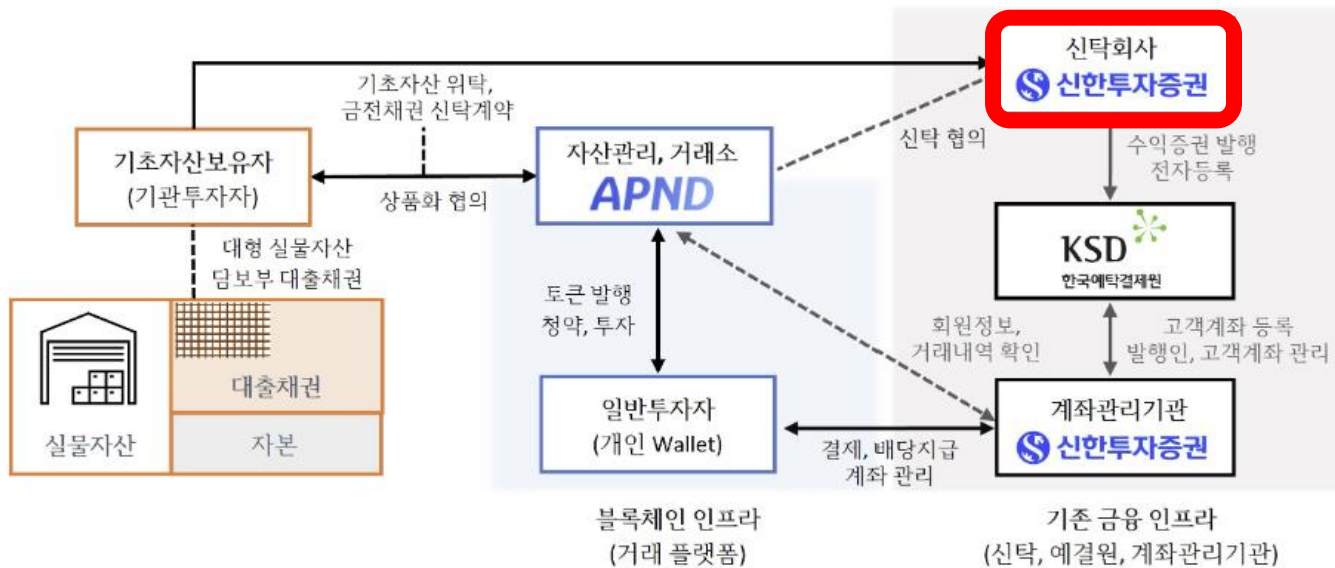 신탁회사
신한투자증권
기초자산 위탁,
금전채권 신탁계약
신탁 협의
수익증권 발행
전자등록
기초자산보유자
(기관투자자)
상품화 협의
자산관리, 거래소
APND
KSD
한국예탁결제원
대형 실물자산
담보부 대출채권
토큰 발행
청약, 투자
회원정보,
거래내역 확인
고객계좌 등록
발행인, 고객계좌 관리
실물자산
대출채권
자본
일반투자자
(개인 Wallet)
결제, 배당지급
계좌 관리
계좌관리기관
신한투자증권
블록체인 인프라
(거래 플랫폼)
기존 금융 인프라
(신탁, 예결원, 계좌관리기관)